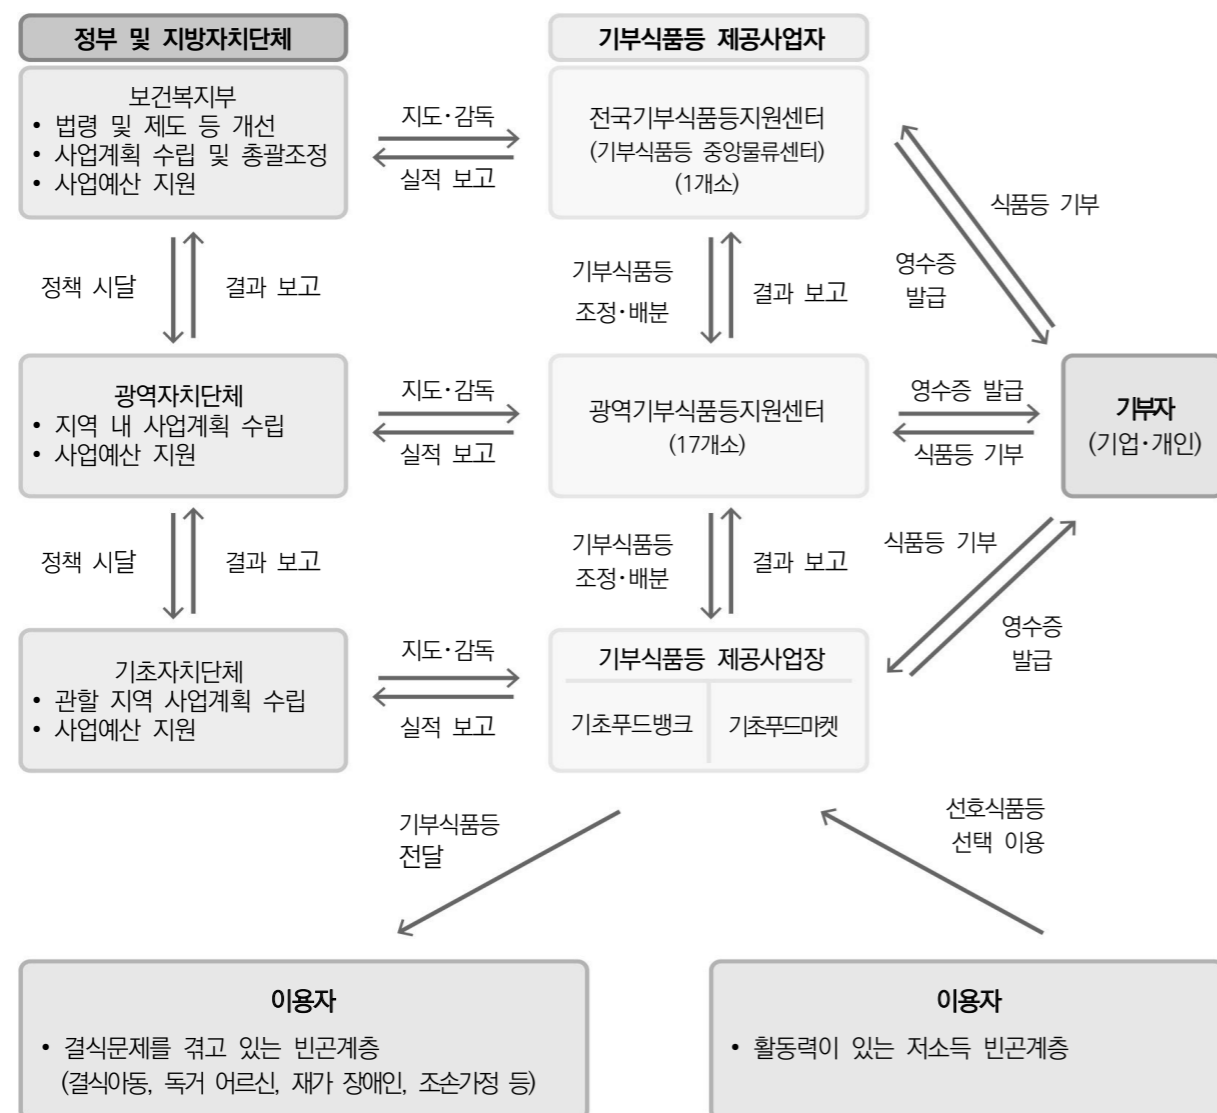 정부 및 지방자치단체
기부식품등 제공사업자
보건복지부
• 법령 및 제도 등 개선
• 사업계획 수립 및 총괄조정
• 사업예산 지원
지도·감독
실적 보고
전국기부식품등지원센터
(기부식품등 중앙물류센터)
(1개소)
식품등 기부
영수증
발급
정책 시달
결과 보고
기부식품등
조정·배분
결과 보고
광역자치단체
• 지역 내 사업계획 수립
• 사업예산 지원
지도·감독
실적 보고
광역기부식품등지원센터
(17개소)
영수증 발급
식품등 기부
기부자
(기업·개인)
정책 시달
결과 보고
기부식품등
조정·배분
결과 보고
식품등 기부
영수증
발급
기초자치단체
• 관할 지역 사업계획 수립
• 사업예산 지원
지도·감독
실적 보고
기부식품등 제공사업장
기초푸드뱅크
기초푸드마켓
기부식품등
전달
선호식품등
선택 이용
이용자
• 결식문제를 겪고 있는 빈곤계층
(결식아동, 독거 어르신, 재가 장애인, 조손가정 등)
이용자
• 활동력이 있는 저소득 빈곤계층